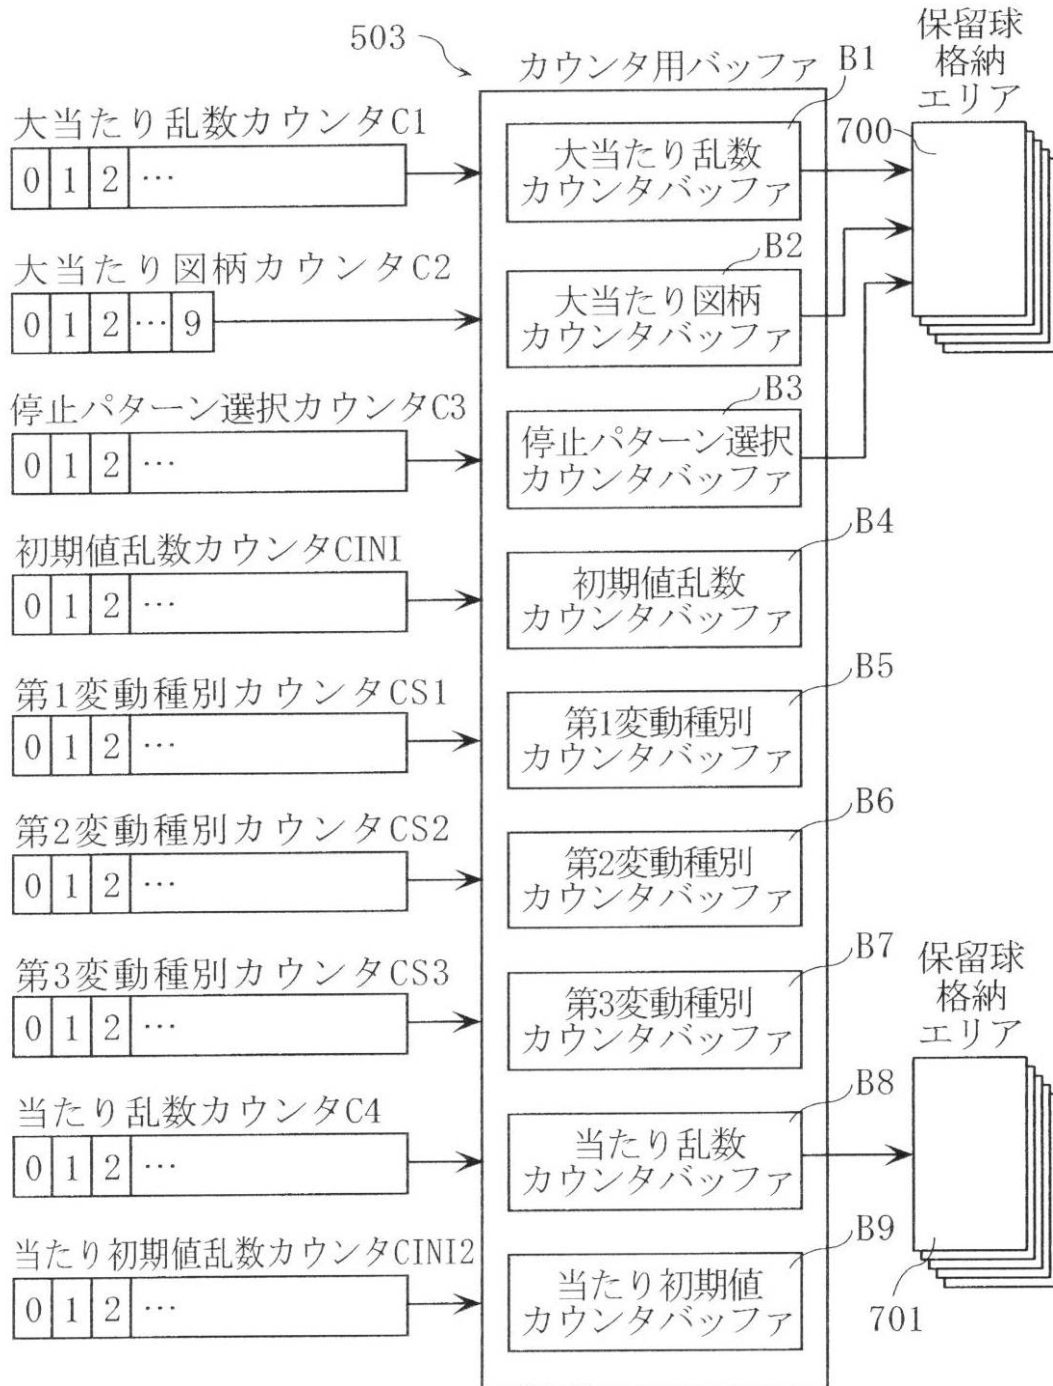 503
カウンタ用バッファ
B1
保留球
格納
エリア
700
大当たり乱数カウンタC1
0 1 2 …
大当たり乱数
カウンタバッファ
大当たり図柄カウンタC2
0 1 2 … 9
B2
大当たり図柄
カウンタバッファ
停止パターン選択カウンタC3
0 1 2 …
B3
停止パターン選択
カウンタバッファ
初期値乱数カウンタCINI
0 1 2 …
B4
初期値乱数
カウンタバッファ
第1変動種別カウンタCS1
0 1 2 …
B5
第1変動種別
カウンタバッファ
第2変動種別カウンタCS2
0 1 2 …
B6
第2変動種別
カウンタバッファ
第3変動種別カウンタCS3
0 1 2 …
B7
第3変動種別
カウンタバッファ
保留球
格納
エリア
当たり乱数カウンタC4
0 1 2 …
B8
当たり乱数
カウンタバッファ
当たり初期値乱数カウンタCINI2
0 1 2 …
B9
当たり初期値
カウンタバッファ
701